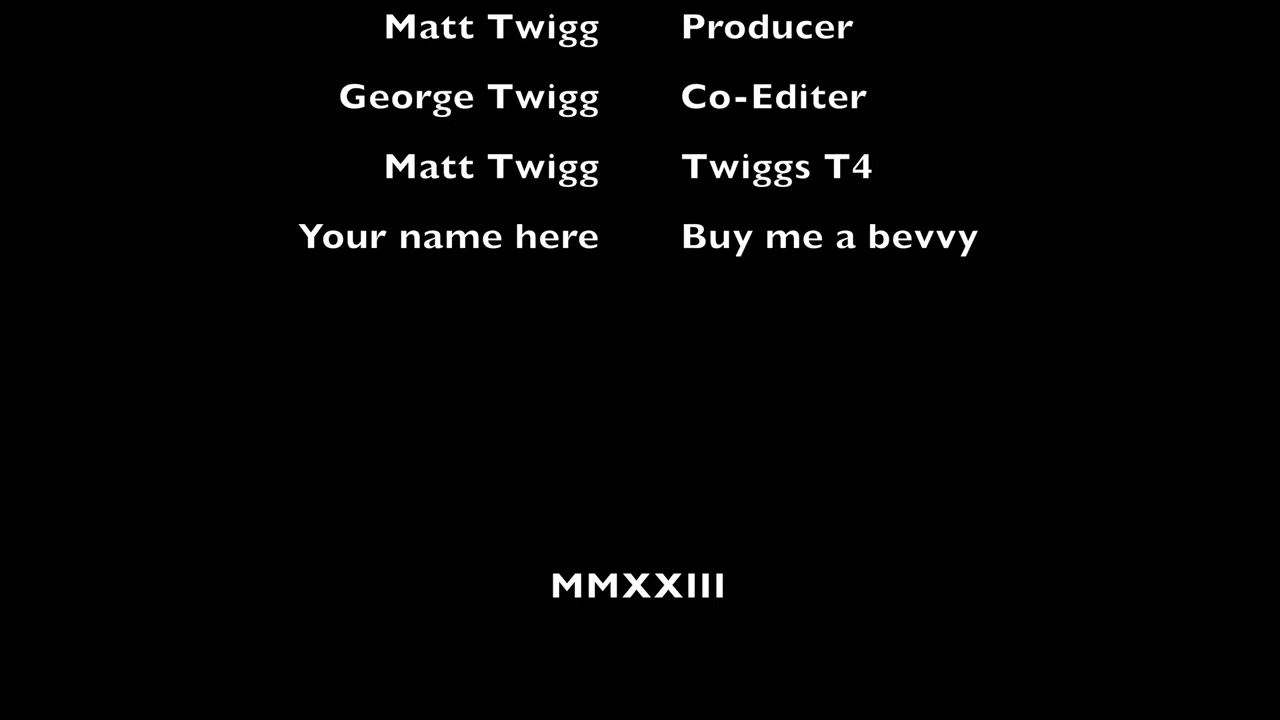 Matt Twigg Producer
George Twigg Co-Editer
Matt Twigg Twiggs T4
Your name here Buy me a bevvy
MMXXIII